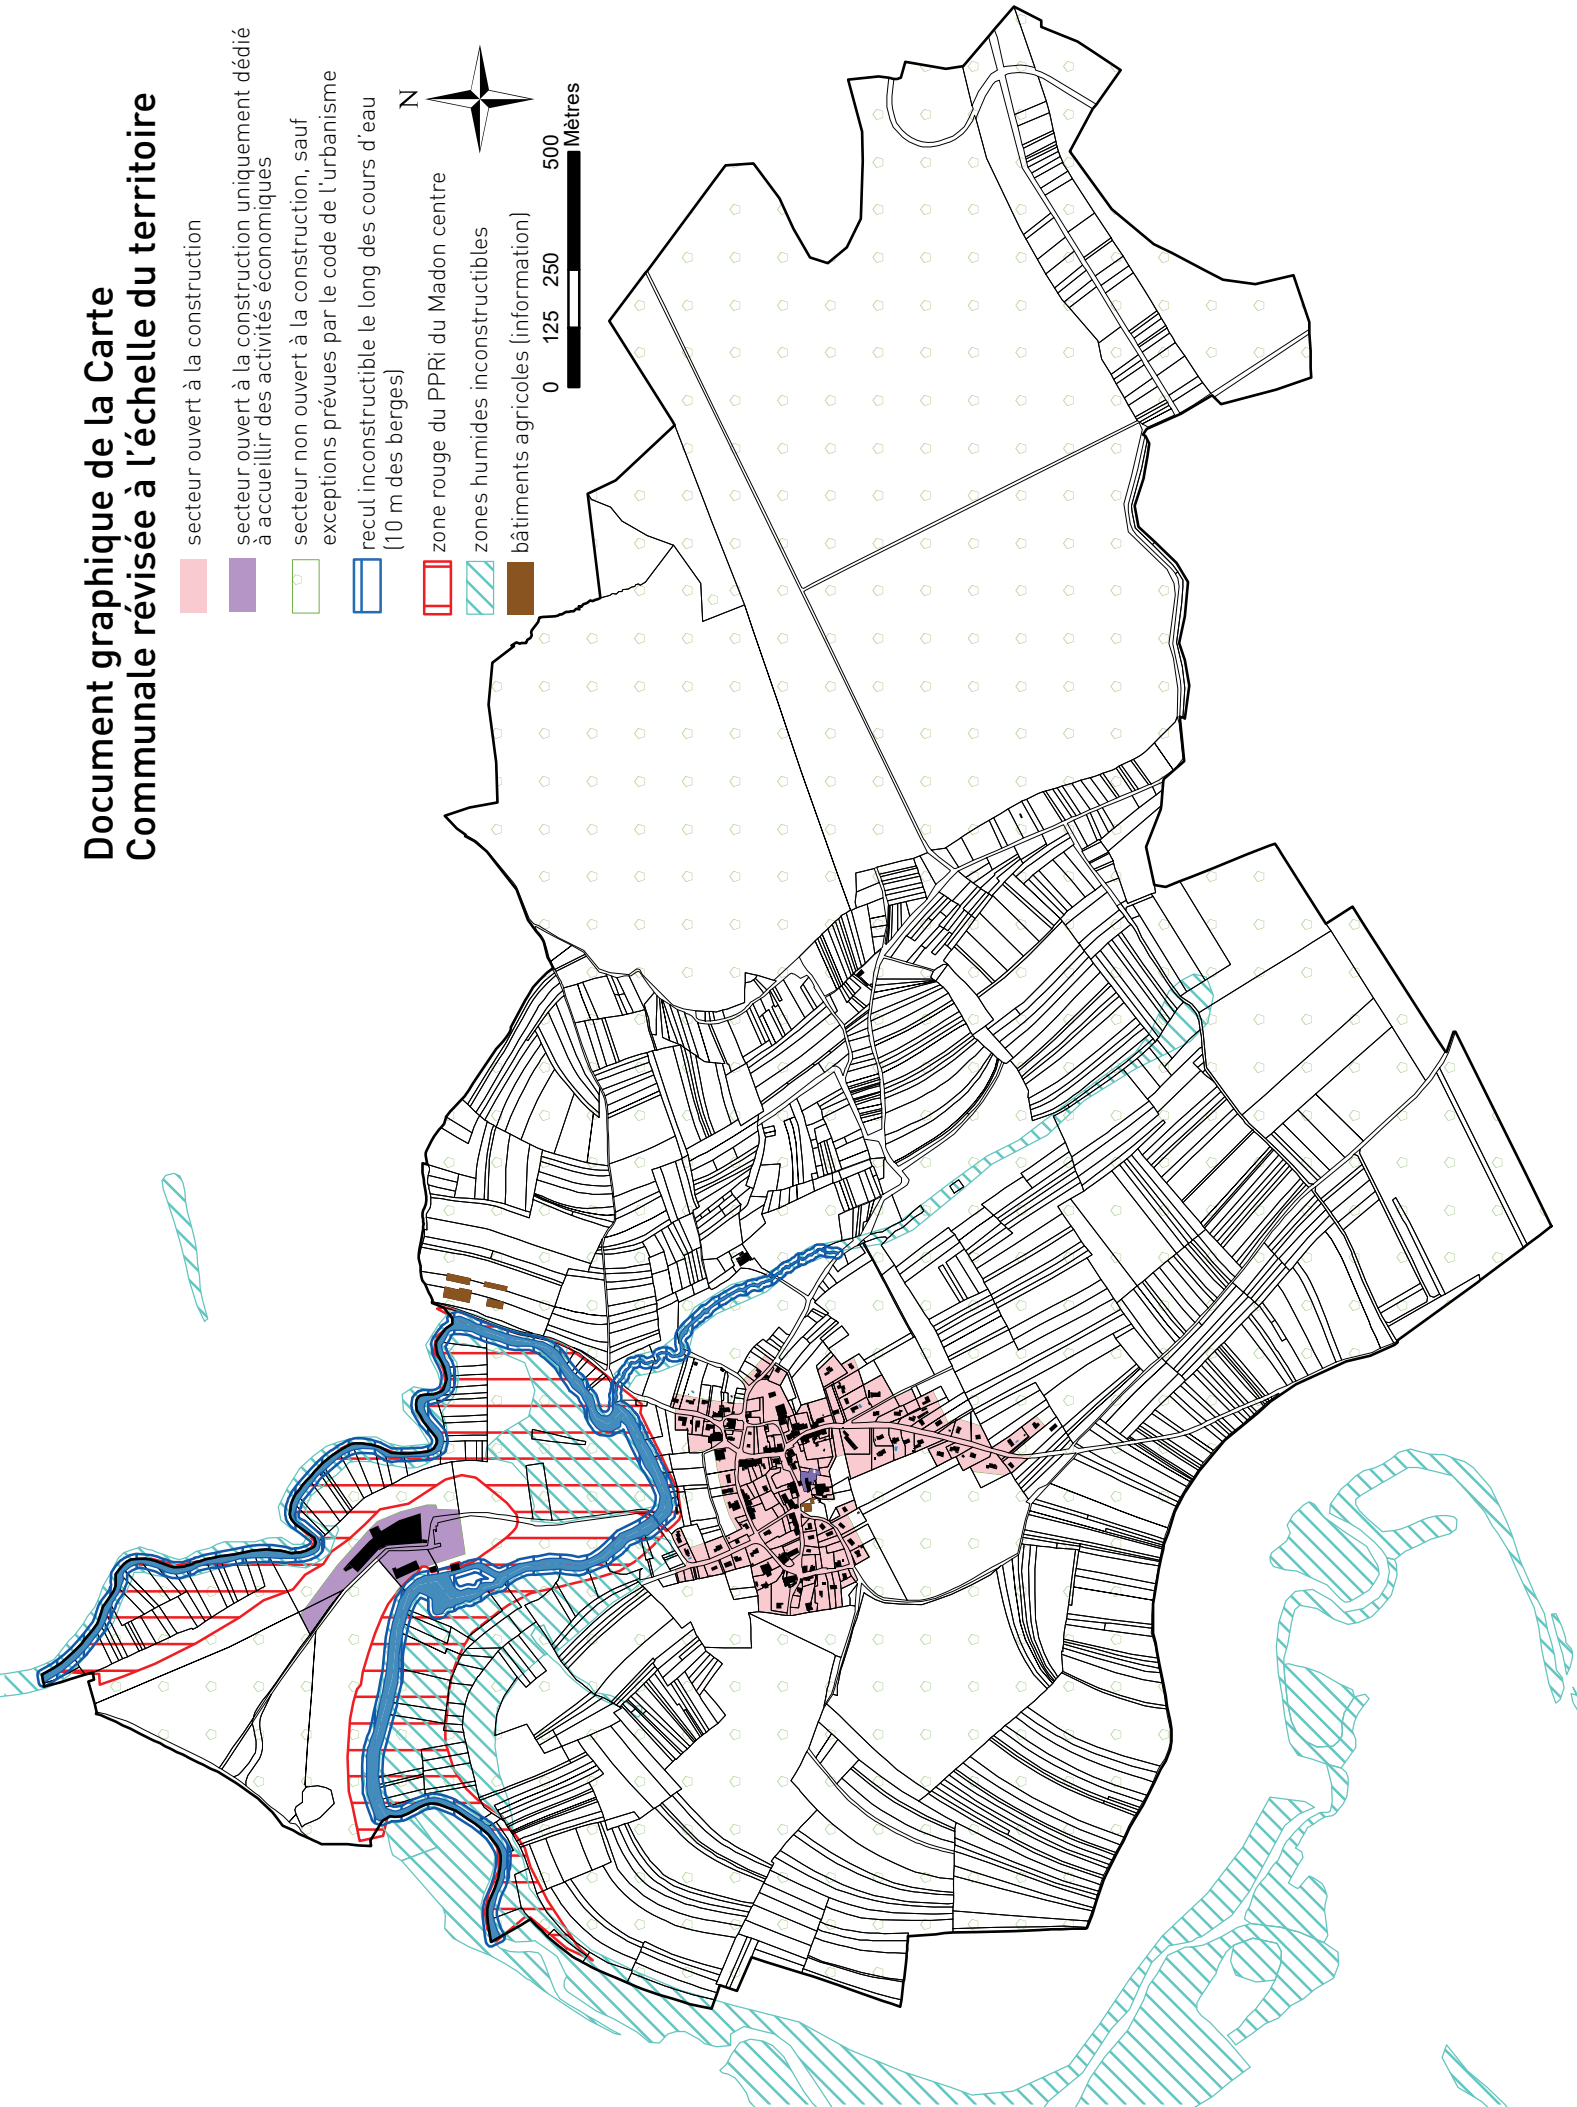 Document graphique de la Carte
Communale révisée à l'échelle du territoire
secteur ouvert à la construction
secteur ouvert à la construction uniquement dédié
à accueillir des activités économiques
secteur non ouvert à la construction, sauf
exceptions prévues par le code de l'urbanisme
recul inconstructible le long des cours d'eau
(10 m des berges)
zone rouge du PPRi du Madon centre
zones humides inconstructibles
bâtiments agricoles (information)
N
0 125 250 500
Mètres